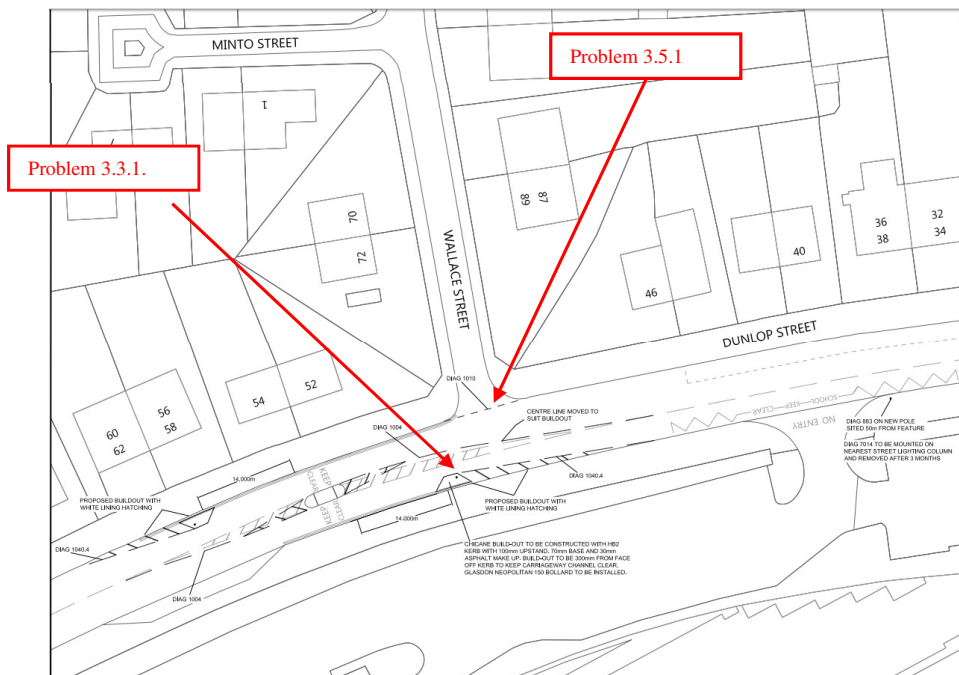 MINTO STREET
Problem 3.5.1
1
7
Problem 3.3.1.
70
72
WALLACE STREET
89
87
46
40
36
38
32
34
DUNLOP STREET
52
54
56
58
60
62
DIAG 1010
CENTRE LINE MOVED TO
SUIT BUILDOUT
DIAG 1004
SCHOOL KEEP CLEAR
NO ENTRY
DIAG 883 ON NEW POLE
SITED 50m FROM FEATURE
DIAG 7014 TO BE MOUNTED ON
NEAREST STREET LIGHTING COLUMN
AND REMOVED AFTER 3 MONTHS
14.000m
KEEP
CLEAR
KEEP
CLEAR
DIAG 1040.4
PROPOSED BUILDOUT WITH
WHITE LINING HATCHING
PROPOSED BUILDOUT WITH
WHITE LINING HATCHING
14.000m
DIAG 1040.4
DIAG 1004
CHICANE BUILD-OUT TO BE CONSTRUCTED WITH HB2
KERB WITH 100mm UPSTAND. 70mm BASE AND 30mm
ASPHALT MAKE UP. BUILD-OUT TO BE 300mm FROM FACE
OFF KERB TO KEEP CARRIAGEWAY CHANNEL CLEAR.
GLASDON NEOPOLITAN 150 BOLLARD TO BE INSTALLED.